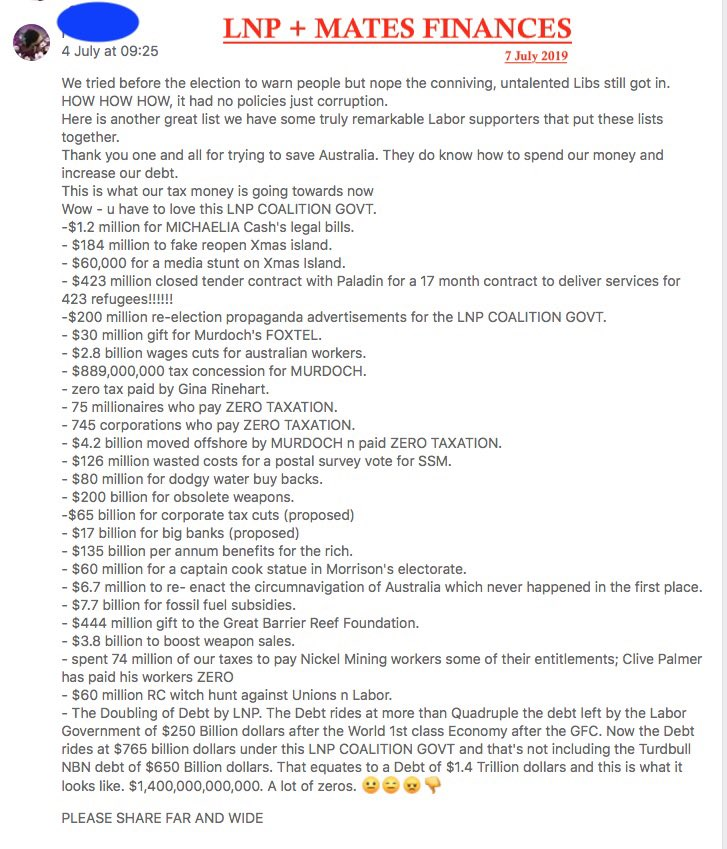 LNP + MATES FINANCES
7 July 2019
4 July at 09:25
We tried before the election to warn people but nope the conniving, untalented Libs still got in.
HOW HOW HOW, it had no policies just corruption.
Here is another great list we have some truly remarkable Labor supporters that put these lists
together.
Thank you one and all for trying to save Australia. They do know how to spend our money and
increase our debt.
This is what our tax money is going towards now
Wow - u have to love this LNP COALITION GOVT.
-$1.2 million for MICHAELIA Cash's legal bills.
- $184 million to fake reopen Xmas island.
- $60,000 for a media stunt on Xmas Island.
- $423 million closed tender contract with Paladin for a 17 month contract to deliver services for
423 refugees!!!!!!
-$200 million re-election propaganda advertisements for the LNP COALITION GOVT.
- $30 million gift for Murdoch's FOXTEL.
- $2.8 billion wages cuts for australian workers.
- $889,000,000 tax concession for MURDOCH.
- zero tax paid by Gina Rinehart.
- 75 millionaires who pay ZERO TAXATION.
- 745 corporations who pay ZERO TAXATION.
- $4.2 billion moved offshore by MURDOCH n paid ZERO TAXATION.
- $126 million wasted costs for a postal survey vote for SSM.
- $80 million for dodgy water buy backs.
- $200 billion for obsolete weapons.
-$65 billion for corporate tax cuts (proposed)
- $17 billion for big banks (proposed)
- $135 billion per annum benefits for the rich.
- $60 million for a captain cook statue in Morrison's electorate.
- $6.7 million to re- enact the circumnavigation of Australia which never happened in the first place.
- $7.7 billion for fossil fuel subsidies.
- $444 million gift to the Great Barrier Reef Foundation.
- $3.8 billion to boost weapon sales.
- spent 74 million of our taxes to pay Nickel Mining workers some of their entitlements; Clive Palmer
has paid his workers ZERO
- $60 million RC witch hunt against Unions n Labor.
- The Doubling of Debt by LNP. The Debt rides at more than Quadruple the debt left by the Labor
Government of $250 Billion dollars after the World 1st class Economy after the GFC. Now the Debt
rides at $765 billion dollars under this LNP COALITION GOVT and that's not including the Turdbull
NBN debt of $650 Billion dollars. That equates to a Debt of $1.4 Trillion dollars and this is what it
looks like. $1,400,000,000,000. A lot of zeros. 😐😑😠👎
PLEASE SHARE FAR AND WIDE